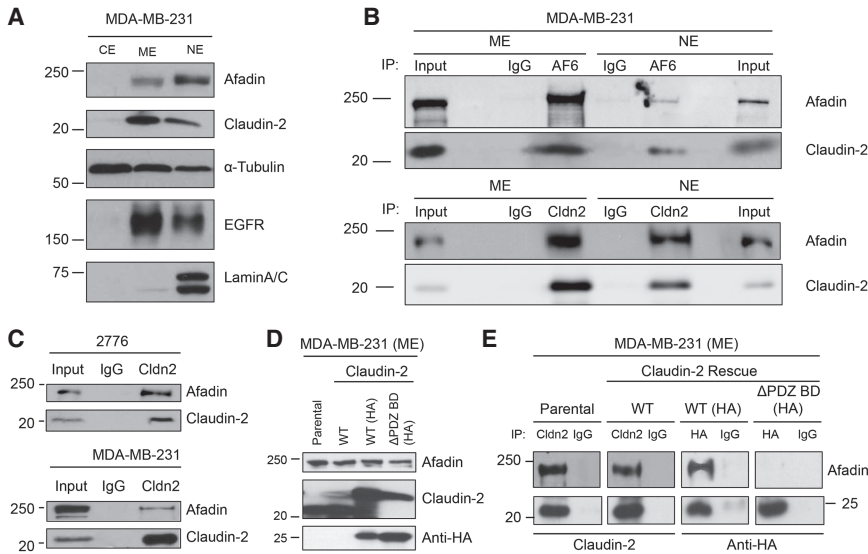 A
MDA-MB-231
CE ME NE
250
Afadin
20
Claudin-2
α-Tubulin
50
EGFR
150
75
LaminA/C
B
MDA-MB-231
ME NE
IP: Input IgG AF6 IgG AF6 Input
250
Afadin
Claudin-2
20
ME NE
IP: Input IgG Cldn2 IgG Cldn2 Input
250
Afadin
Claudin-2
20
C
2776
Input IgG Cldn2
250
Afadin
20
Claudin-2
MDA-MB-231
Input IgG Cldn2
250
Afadin
20
Claudin-2
D
MDA-MB-231 (ME)
Claudin-2
Parental
WT
WT (HA)
ΔPDZ BD (HA)
250
Afadin
Claudin-2
20
25
Anti-HA
E
MDA-MB-231 (ME)
Claudin-2 Rescue
Parental WT WT (HA) ΔPDZ BD (HA)
IP: Cldn2 IgG Cldn2 IgG HA IgG HA IgG
250
Afadin
25
20
Claudin-2 Anti-HA